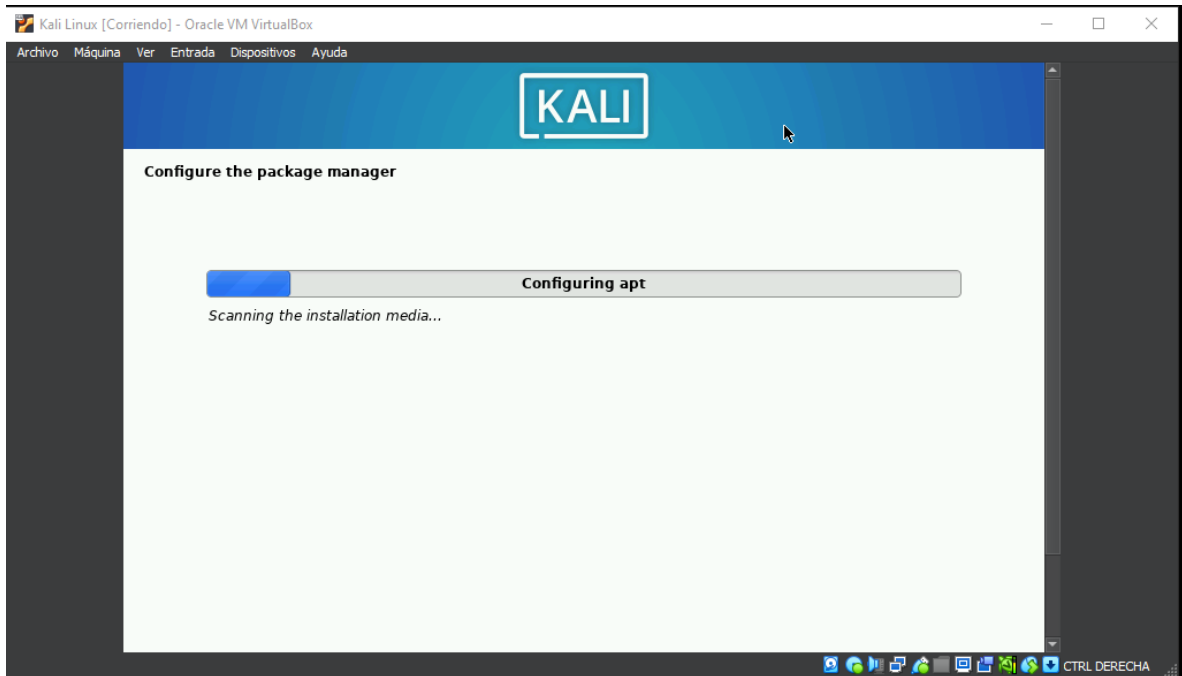 Kali Linux [Corriendo] - Oracle VM VirtualBox
Archivo Máquina Ver Entrada Dispositivos Ayuda
KALI
Configure the package manager
Configuring apt
Scanning the installation media...
CTRL DERECHA